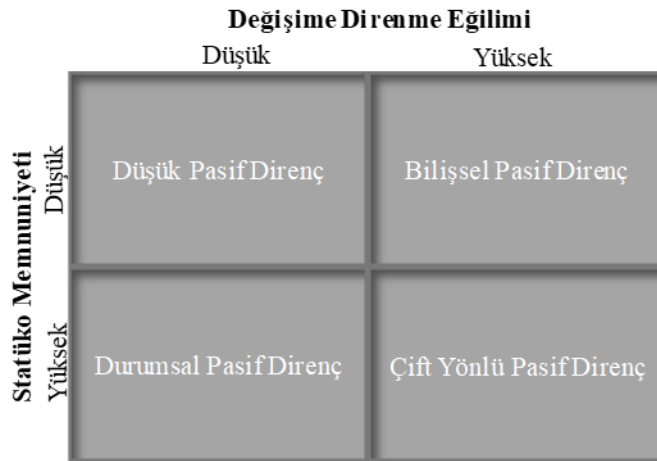 Değişime Direnme Eğilimi
Düşük Yüksek
Statüko Memnuniyeti
Düşük
Düşük Pasif Direnç Bilişsel Pasif Direnç
Yüksek
Durumsal Pasif Direnç Çift Yönlü Pasif Direnç